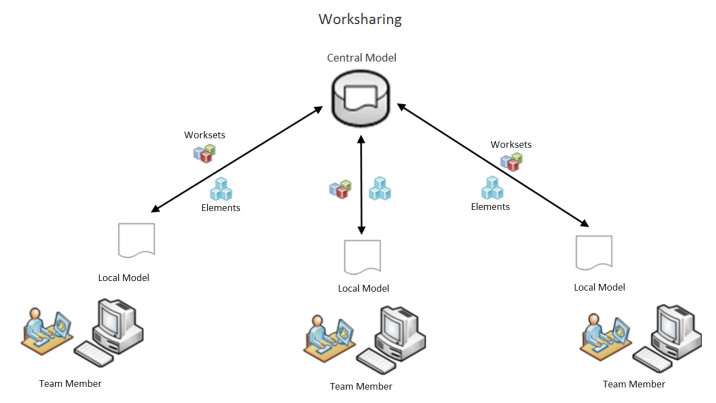 Worksharing
Central Model
Worksets
Worksets
Elements
Elements
Local Model
Local Model
Local Model
Team Member
Team Member
Team Member